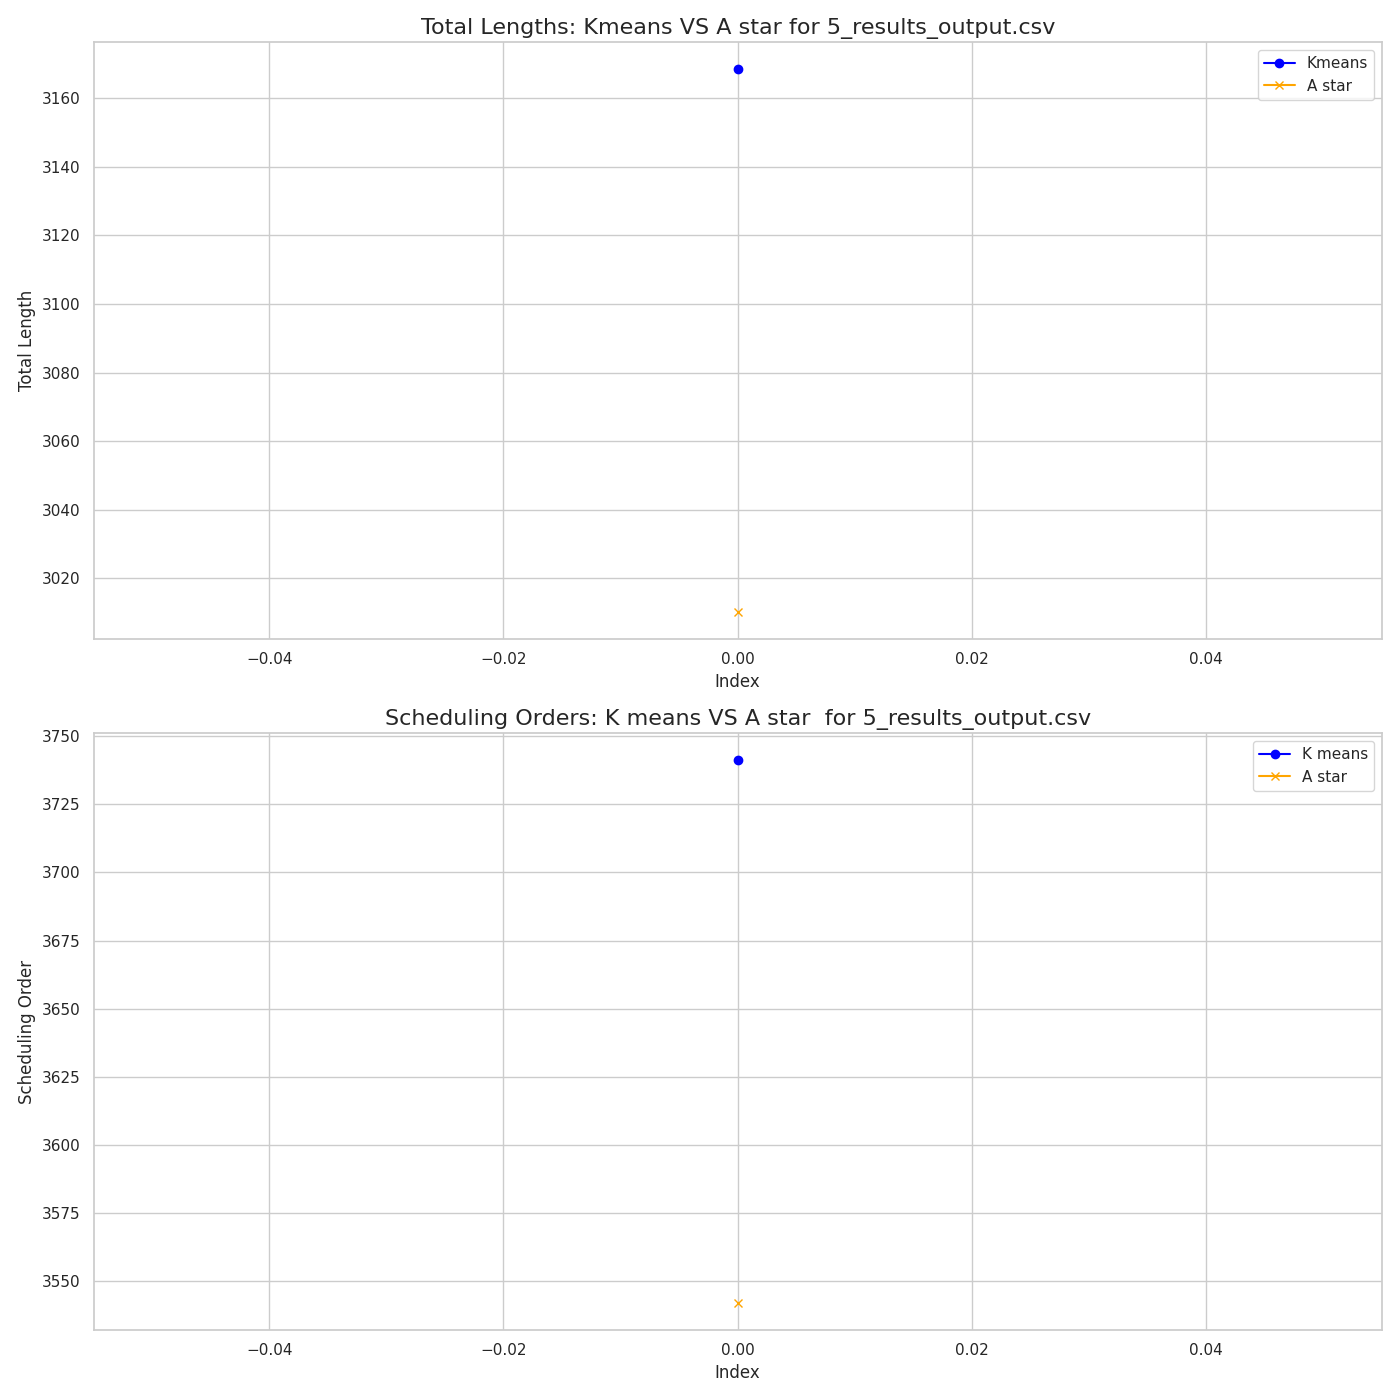 Total Lengths: Kmeans VS A star for 5_results_output.csv
Kmeans
A star
3160
3140
3120
3100
3080
3060
3040
3020
Total Length
−0.04
−0.02
0.00
0.02
0.04
Index
Scheduling Orders: K means VS A star  for 5_results_output.csv
K means
A star
3750
3725
3700
3675
3650
3625
3600
3575
3550
Scheduling Order
−0.04
−0.02
0.00
0.02
0.04
Index